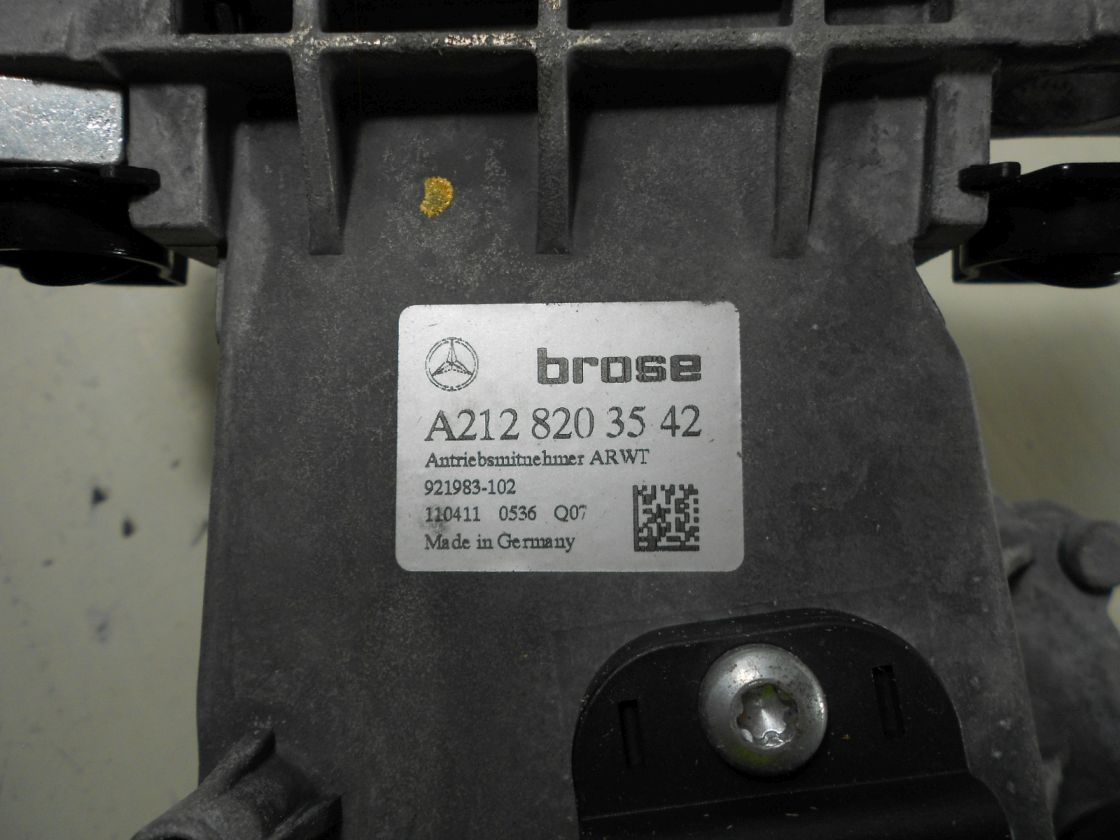 brose
A212 820 35 42
Antriebsmitnehmer ARWT
921983-102
110411 0536 Q07
Made in Germany